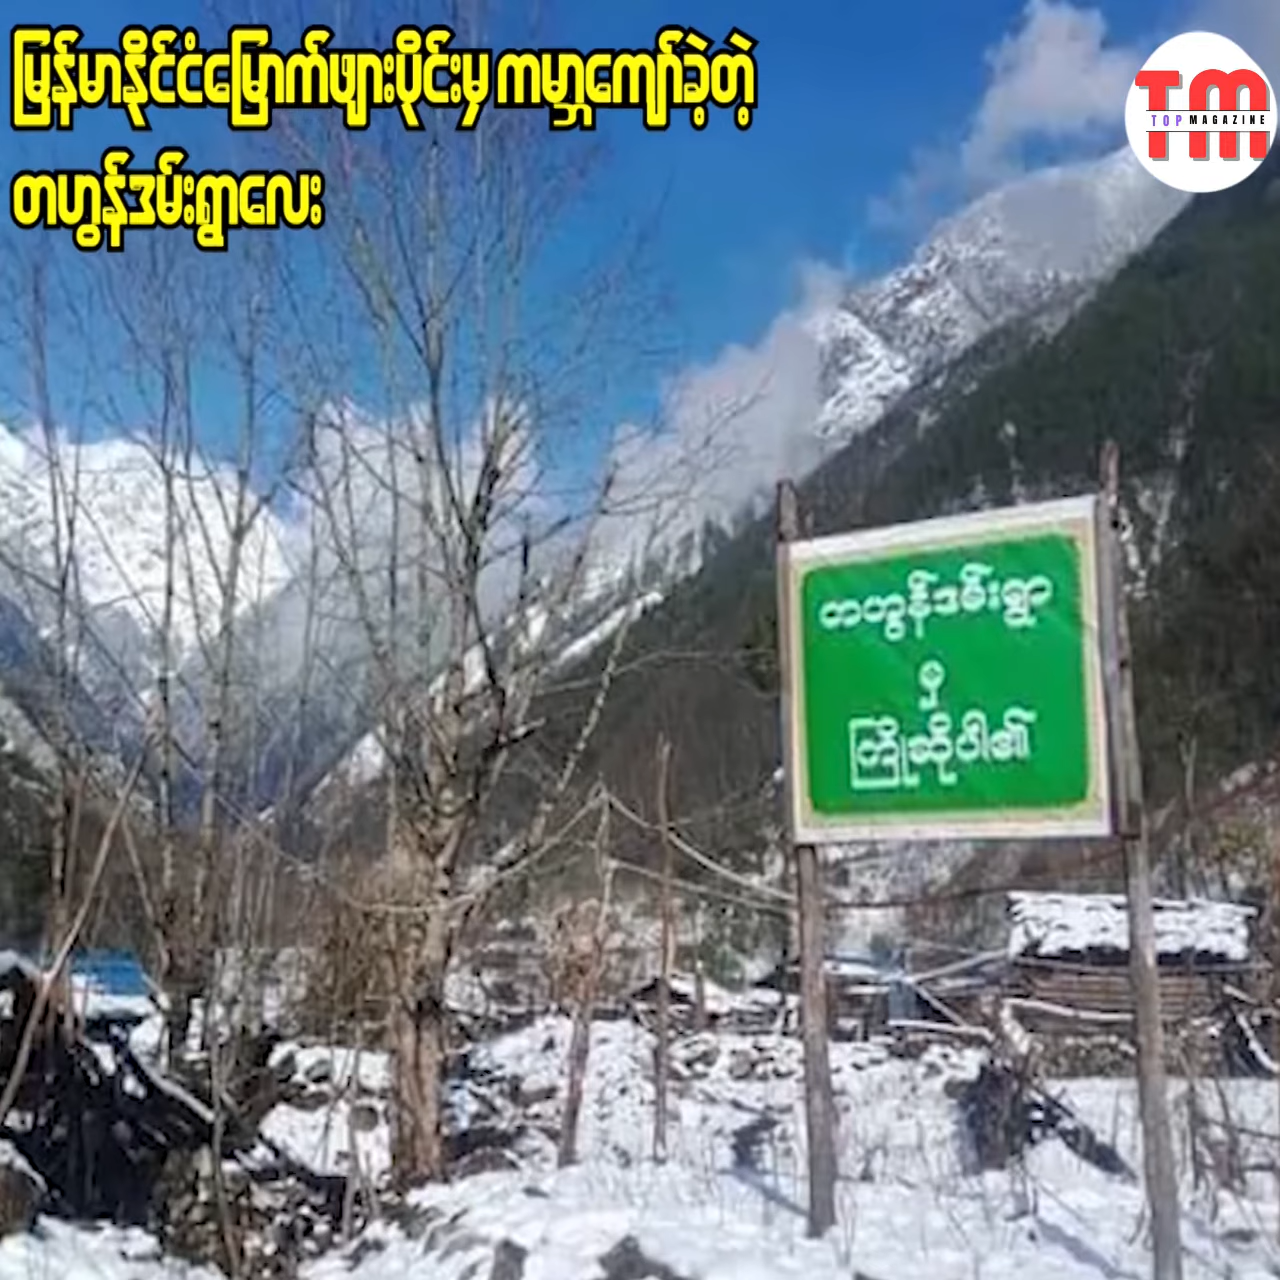 မြန်မာနိုင်ငံမြောက်ဖျားပိုင်းမှ ကမ္ဘာကျော်ခဲ့တဲ့
တဟွန်ဒမ်းရွာလေး
TM
TOP MAGAZINE
တဟွန်ဒမ်းရွာ
မှ
ကြိုဆိုပါ၏